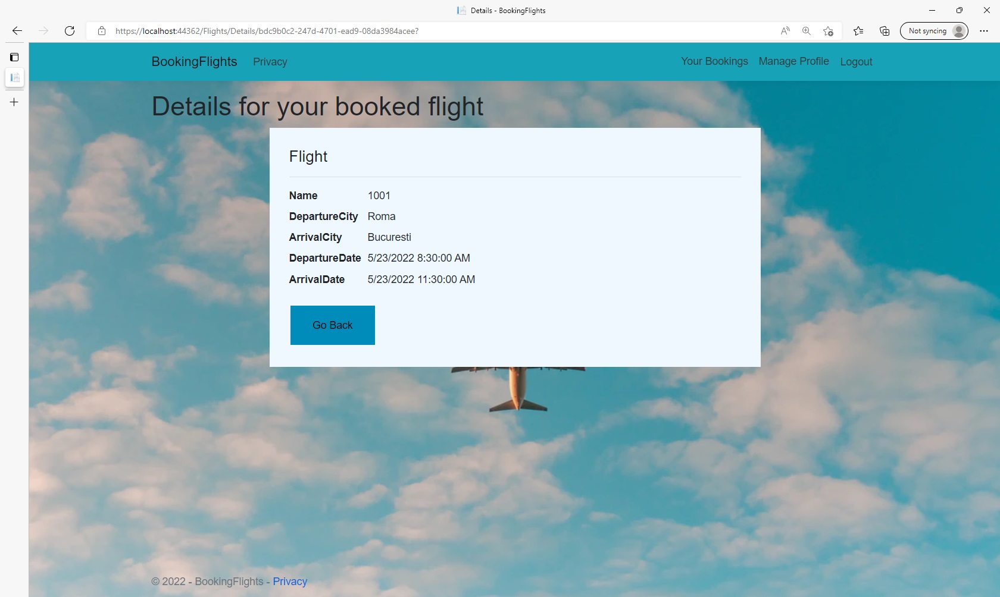 Details - BookingFlights
https://localhost:44362/Flights/Details/bdc9b0c2-247d-4701-ead9-08da3984acee?
Not syncing
BookingFlights Privacy Your Bookings Manage Profile Logout
Details for your booked flight
Flight
Name 1001
DepartureCity Roma
ArrivalCity Bucuresti
DepartureDate 5/23/2022 8:30:00 AM
ArrivalDate 5/23/2022 11:30:00 AM
Go Back
© 2022 - BookingFlights - Privacy